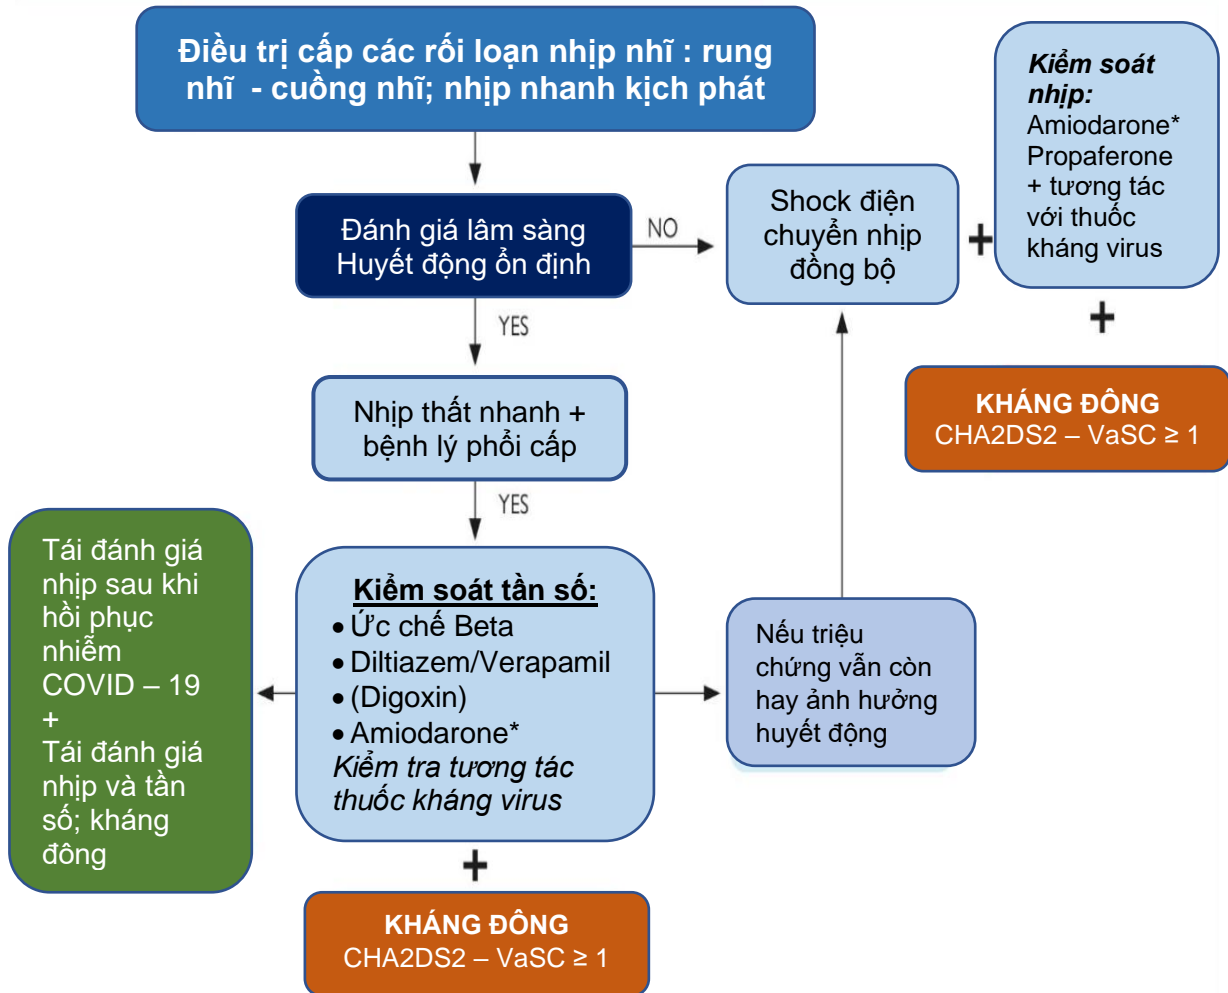 Điều trị cấp các rối loạn nhịp nhĩ : rung
nhĩ - cuồng nhĩ; nhịp nhanh kịch phát
Kiểm soát
nhịp:
Amiodarone*
Propaferone
+ tương tác
với thuốc
kháng virus
Đánh giá lâm sàng
Huyết động ổn định
NO
Shock điện
chuyển nhịp
đồng bộ
+
+
YES
KHÁNG ĐÔNG
CHA2DS2 – VaSC ≥ 1
Nhịp thất nhanh +
bệnh lý phổi cấp
YES
Tái đánh giá
nhịp sau khi
hồi phục
nhiễm
COVID – 19
+
Tái đánh giá
nhịp và tần
số; kháng
đông
Kiểm soát tần số:
• Ức chế Beta
• Diltiazem/Verapamil
• (Digoxin)
• Amiodarone*
Kiểm tra tương tác
thuốc kháng virus
Nếu triệu
chứng vẫn còn
hay ảnh hưởng
huyết động
+
KHÁNG ĐÔNG
CHA2DS2 – VaSC ≥ 1